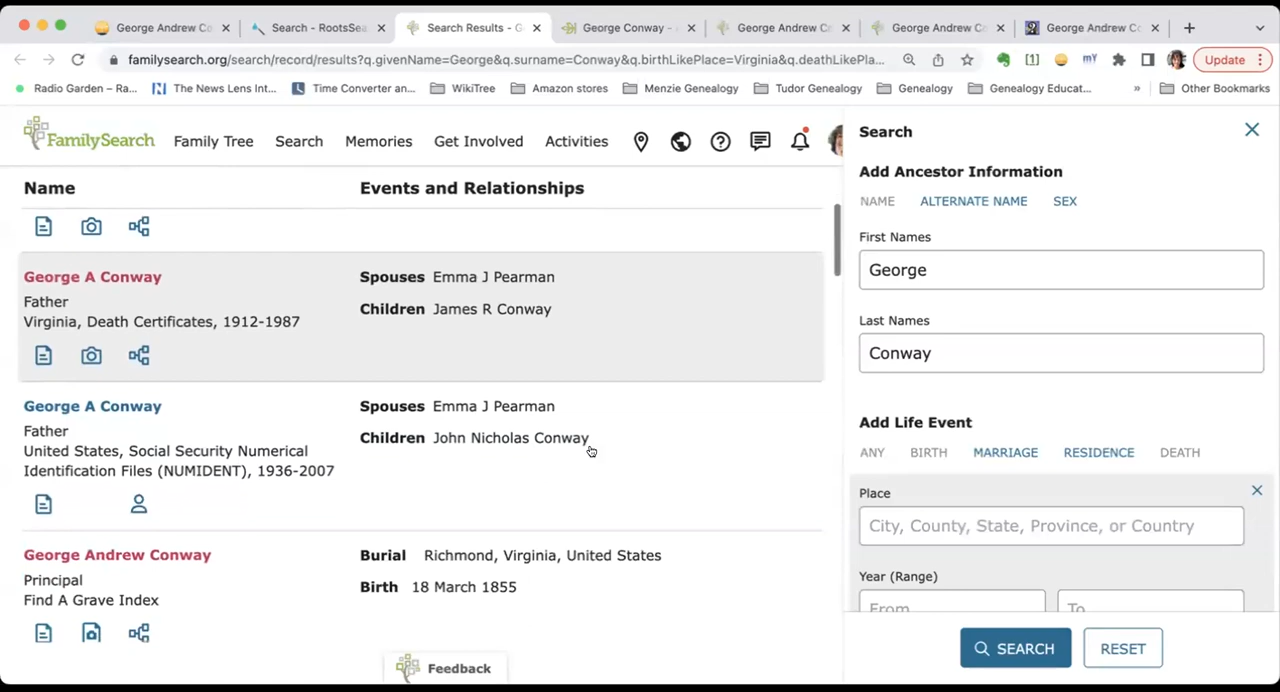 George Andrew Co
Search - RootsSea
Search Results - G
George Conway -
George Andrew Co
George Andrew Co
George Andrew Co
familysearch.org/search/record/results?q.givenName=George&q.surname=Conway&q.birthLikePlace=Virginia&q.deathLikePla...
Update
Radio Garden – Ra...
The News Lens Int...
Time Converter an...
WikiTree
Amazon stores
Menzie Genealogy
Tudor Genealogy
Genealogy
Genealogy Educat...
»
Other Bookmarks
FamilySearch
Family Tree
Search
Memories
Get Involved
Activities
Name
Events and Relationships
George A Conway
Father
Virginia, Death Certificates, 1912-1987
Spouses Emma J Pearman
Children James R Conway
George A Conway
Father
United States, Social Security Numerical
Identification Files (NUMIDENT), 1936-2007
Spouses Emma J Pearman
Children John Nicholas Conway
George Andrew Conway
Principal
Find A Grave Index
Burial Richmond, Virginia, United States
Birth 18 March 1855
Feedback
Search
Add Ancestor Information
NAME ALTERNATE NAME SEX
First Names
George
Last Names
Conway
Add Life Event
ANY BIRTH MARRIAGE RESIDENCE DEATH
Place
City, County, State, Province, or Country
Year (Range)
From To
SEARCH
RESET